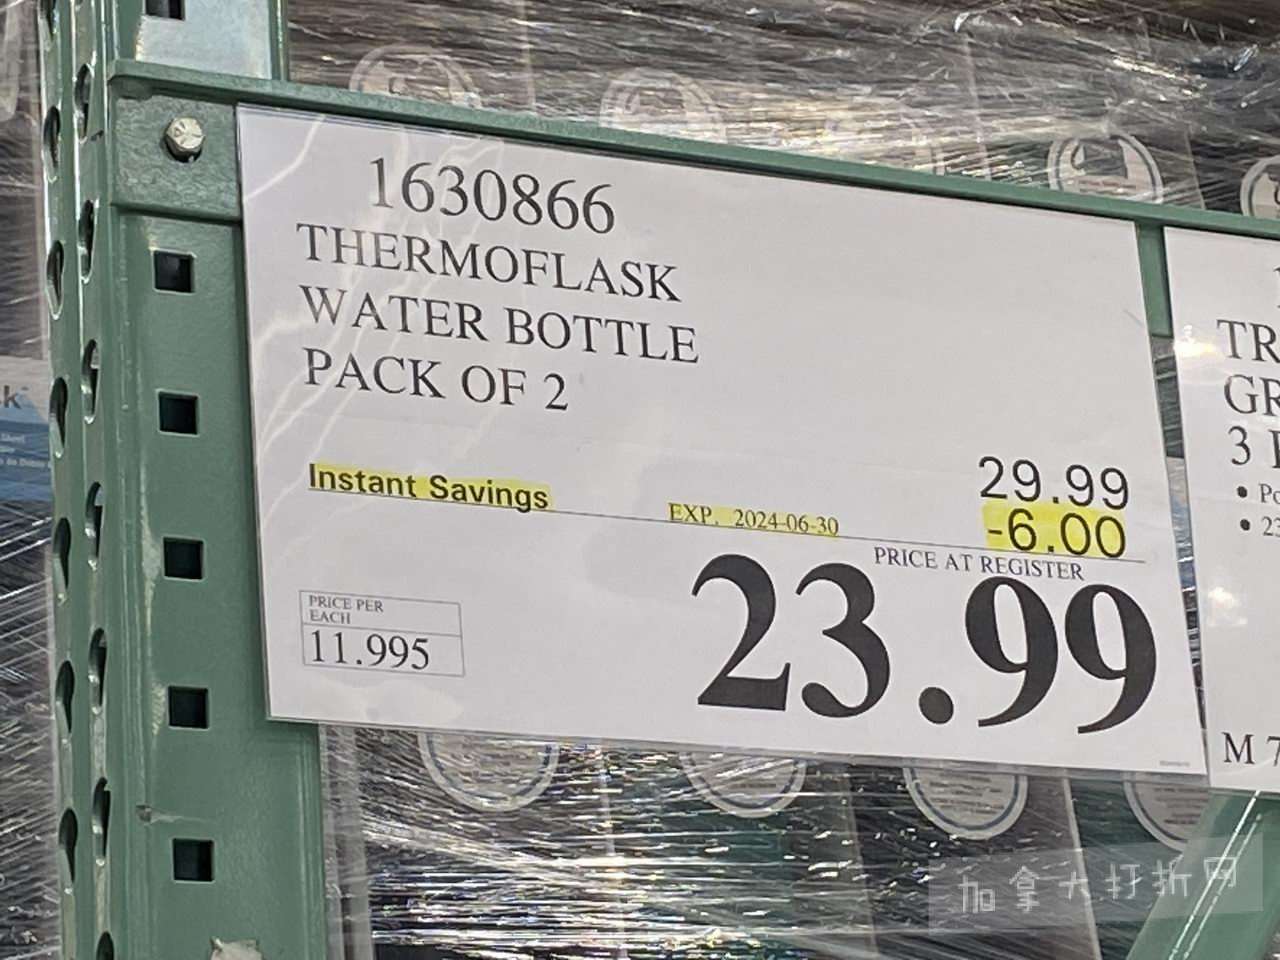 1630866
THERMOFLASK
WATER BOTTLE
PACK OF 2
29.99
Instant Savings EXP. 2024-06-30 -6.00
PRICE AT REGISTER
23.99
PRICE PER
EACH
11.995
TR
GR
3
M 7
加拿大打折网